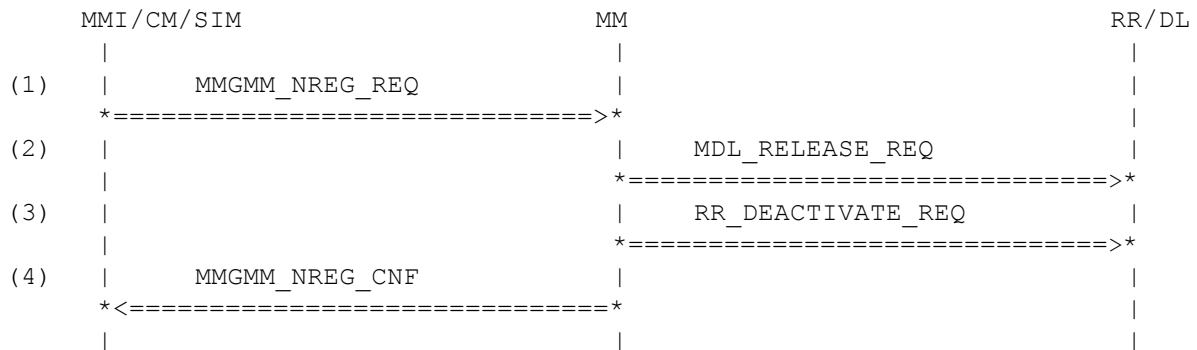 MMI/CM/SIM MM RR/DL
| | |
(1) | MMGMM_NREG_REQ | |
*==============================>* |
(2) | | MDL_RELEASE_REQ |
| *==============================>*
(3) | | RR_DEACTIVATE_REQ |
| *==============================>*
(4) | MMGMM_NREG_CNF | |
*<==============================* |
| | |